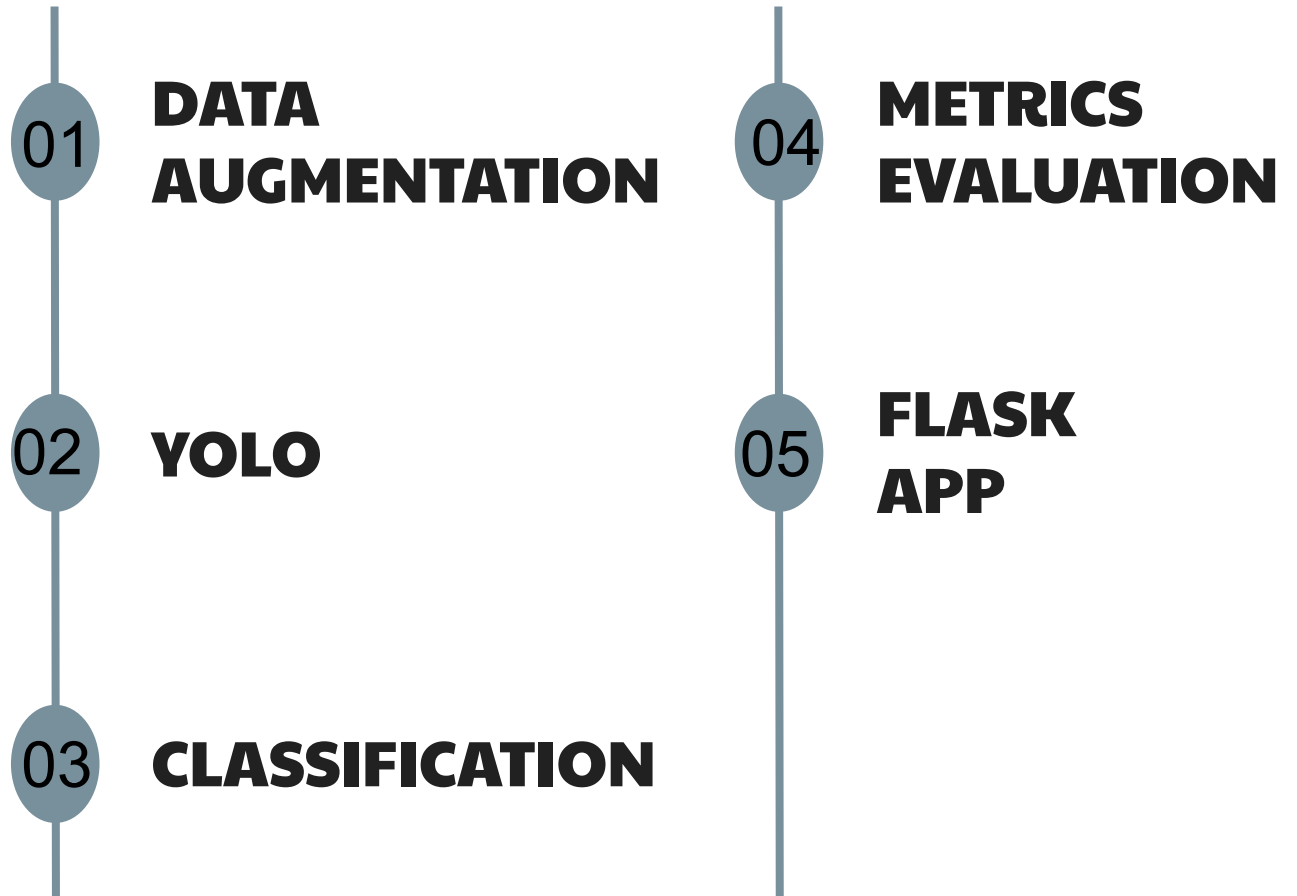 01
DATA
AUGMENTATION
02
YOLO
03
CLASSIFICATION
04
METRICS
EVALUATION
05
FLASK
APP